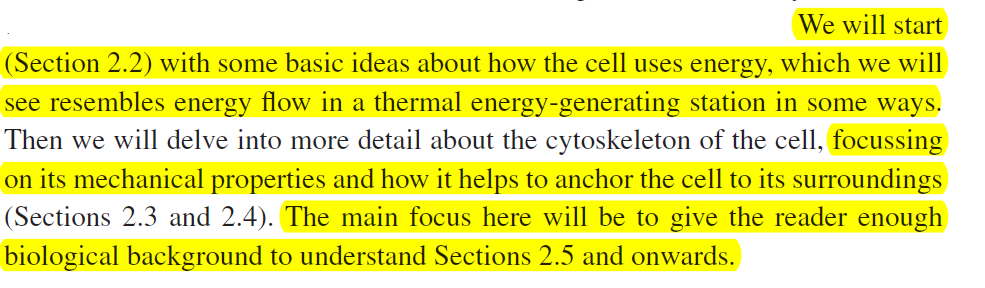 We will start
(Section 2.2) with some basic ideas about how the cell uses energy, which we will
see resembles energy flow in a thermal energy-generating station in some ways.
Then we will delve into more detail about the cytoskeleton of the cell, focussing
on its mechanical properties and how it helps to anchor the cell to its surroundings
(Sections 2.3 and 2.4). The main focus here will be to give the reader enough
biological background to understand Sections 2.5 and onwards.